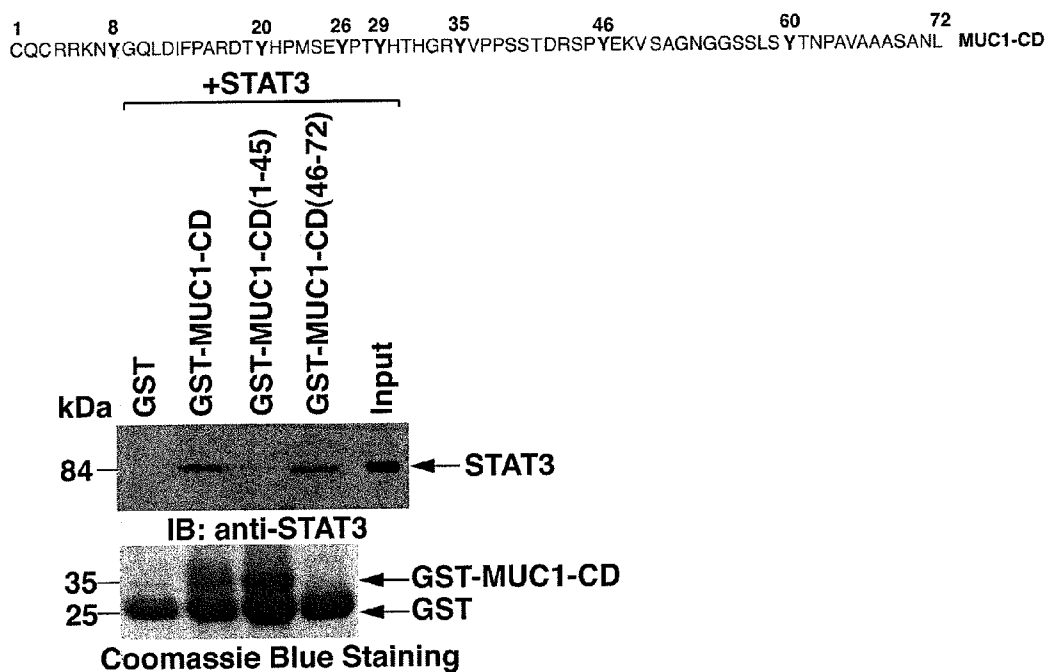 1 8 20 26 29 35 46 60 72
CQCRRKNYGQLDIFPARDTYHPMSEYPTYHTHGRYVPPSSTDRSPYEKVSAGNGGSSLSYTNPAVAAASANL MUC1-CD
+STAT3
GST
GST-MUC1-CD
GST-MUC1-CD(1-45)
GST-MUC1-CD(46-72)
Input
kDa
84
STAT3
IB: anti-STAT3
35
GST-MUC1-CD
25
GST
Coomassie Blue Staining